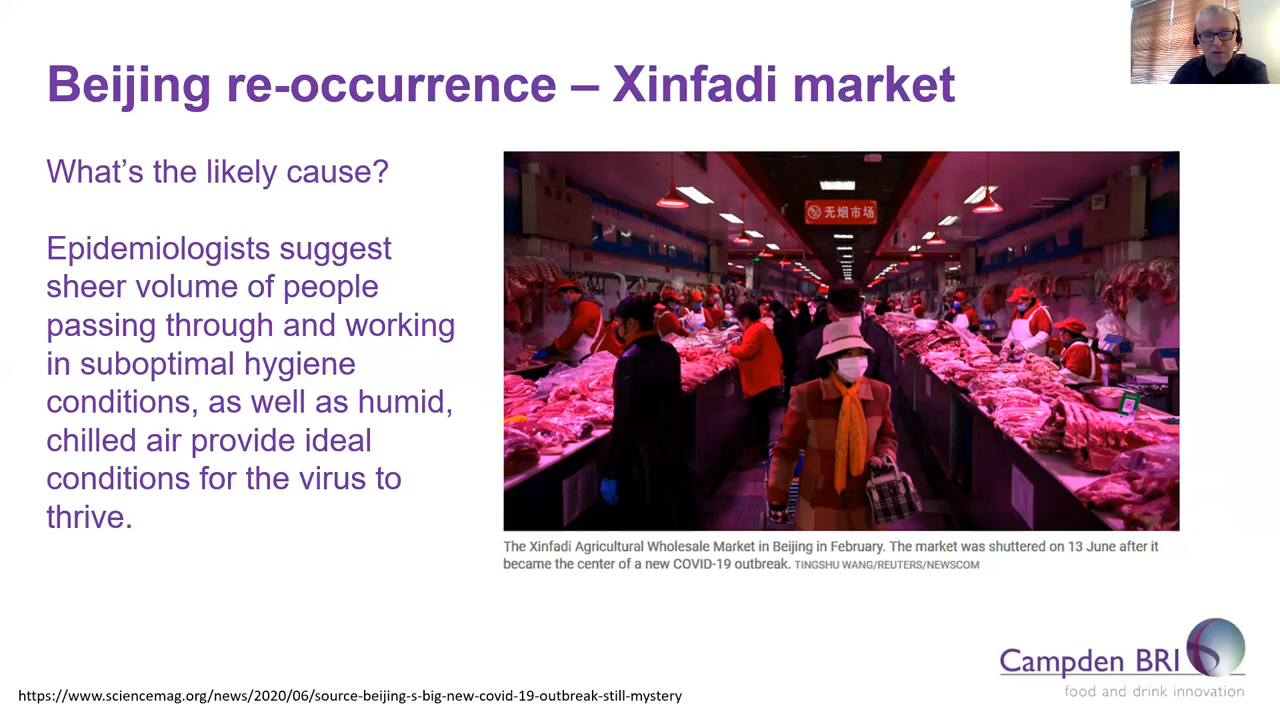 Beijing re-occurrence – Xinfadi market
What’s the likely cause?
Epidemiologists suggest
sheer volume of people
passing through and working
in suboptimal hygiene
conditions, as well as humid,
chilled air provide ideal
conditions for the virus to
thrive.
无烟市场
The Xinfadi Agricultural Wholesale Market in Beijing in February. The market was shuttered on 13 June after it
became the center of a new COVID-19 outbreak. TINGSHU WANG/REUTERS/NEWSCOM
Campden BRI
food and drink innovation
https://www.sciencemag.org/news/2020/06/source-beijing-s-big-new-covid-19-outbreak-still-mystery